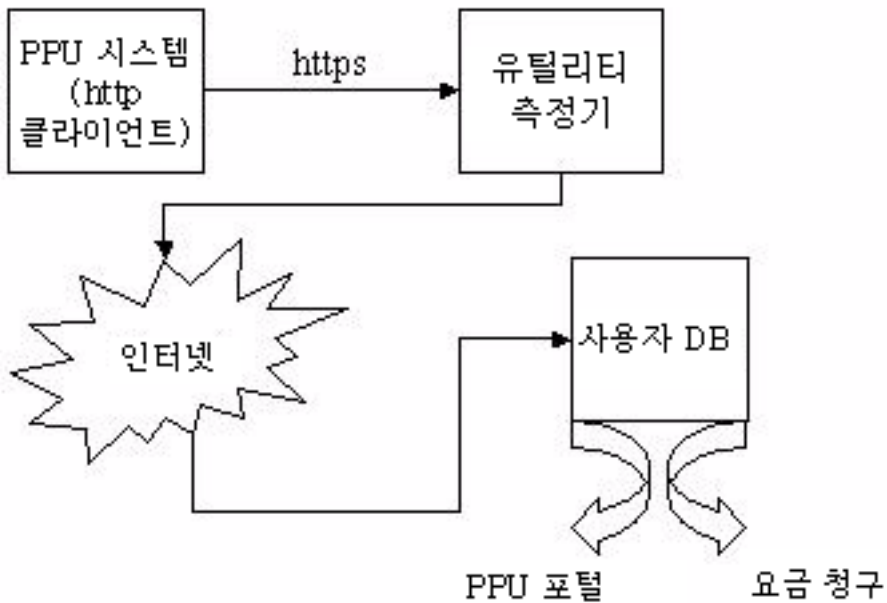 PPU 시스템
(http
클라이언트)
https
유틸리티
측정기
인터넷
사용자 DB
PPU 포털
요금 청구